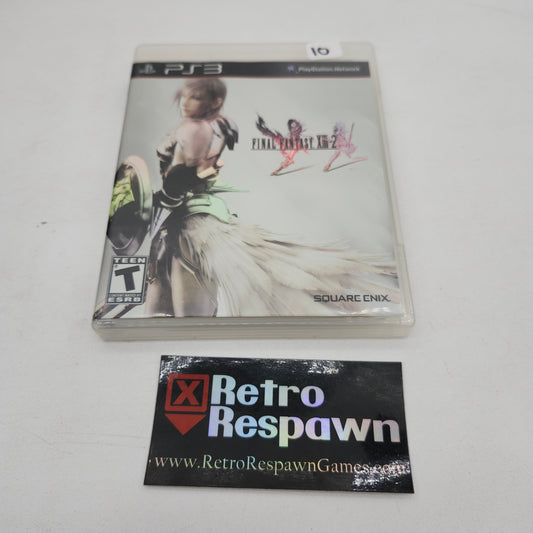 10
PS3
PlayStation Network
FINAL FANTASY XIII-2
TEEN
T
ESRB
SQUARE ENIX
Retro
Respawn
www.RetroRespawnGames.com